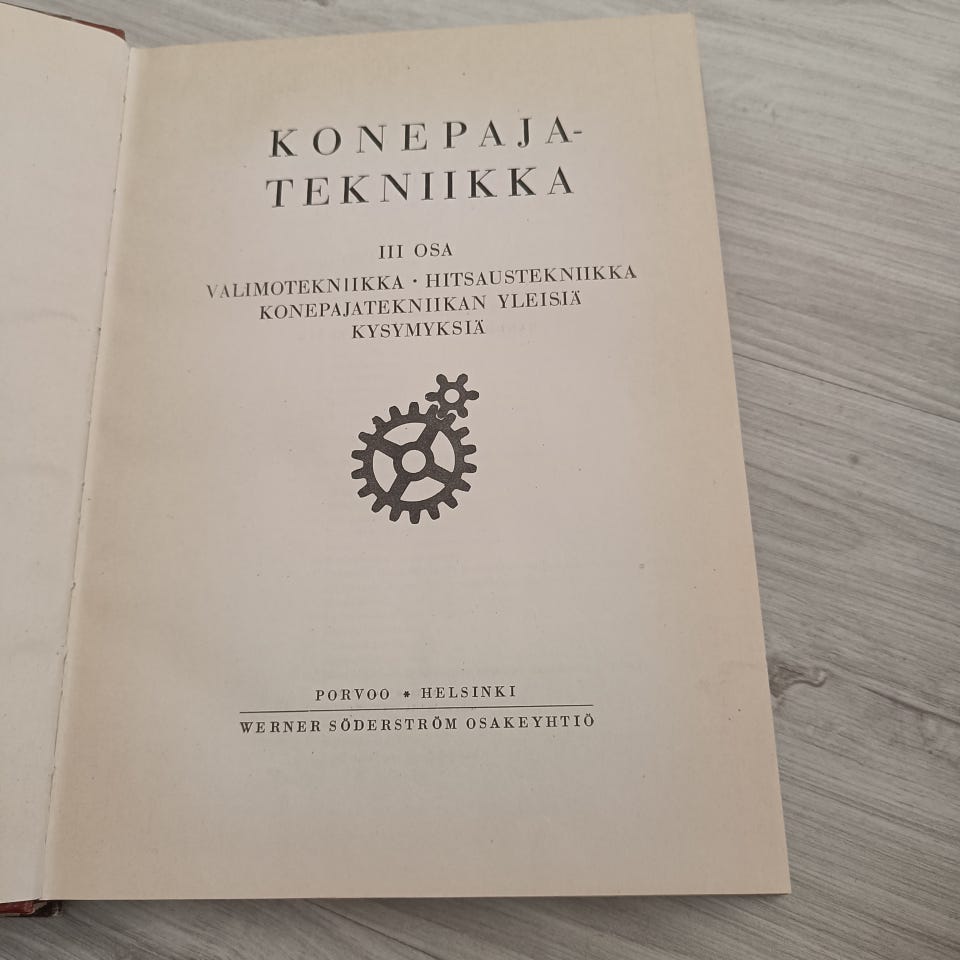 KONEPAJA-
TEKNIIKKA
III OSA
VALIMOTEKNIIKKA · HITSAUSTEKNIIKKA
KONEPAJATEKNIIKAN YLEISIÄ
KYSYMYKSIÄ
PORVOO * HELSINKI
WERNER SÖDERSTRÖM OSAKEYHTIÖ